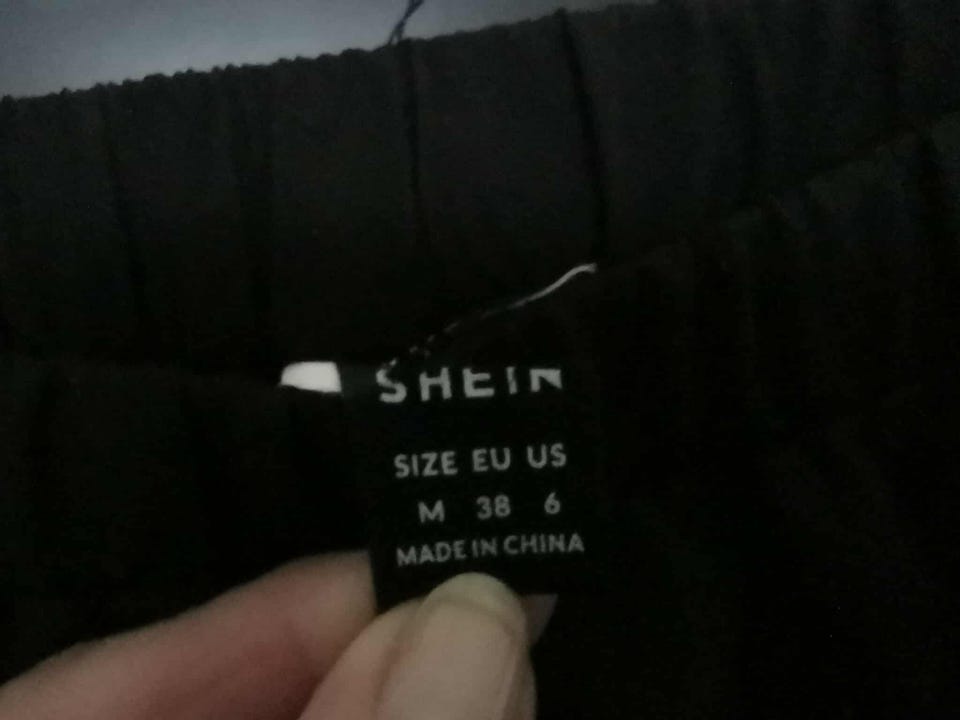 SHEIN
SIZE EU US
M 38 6
MADE IN CHINA